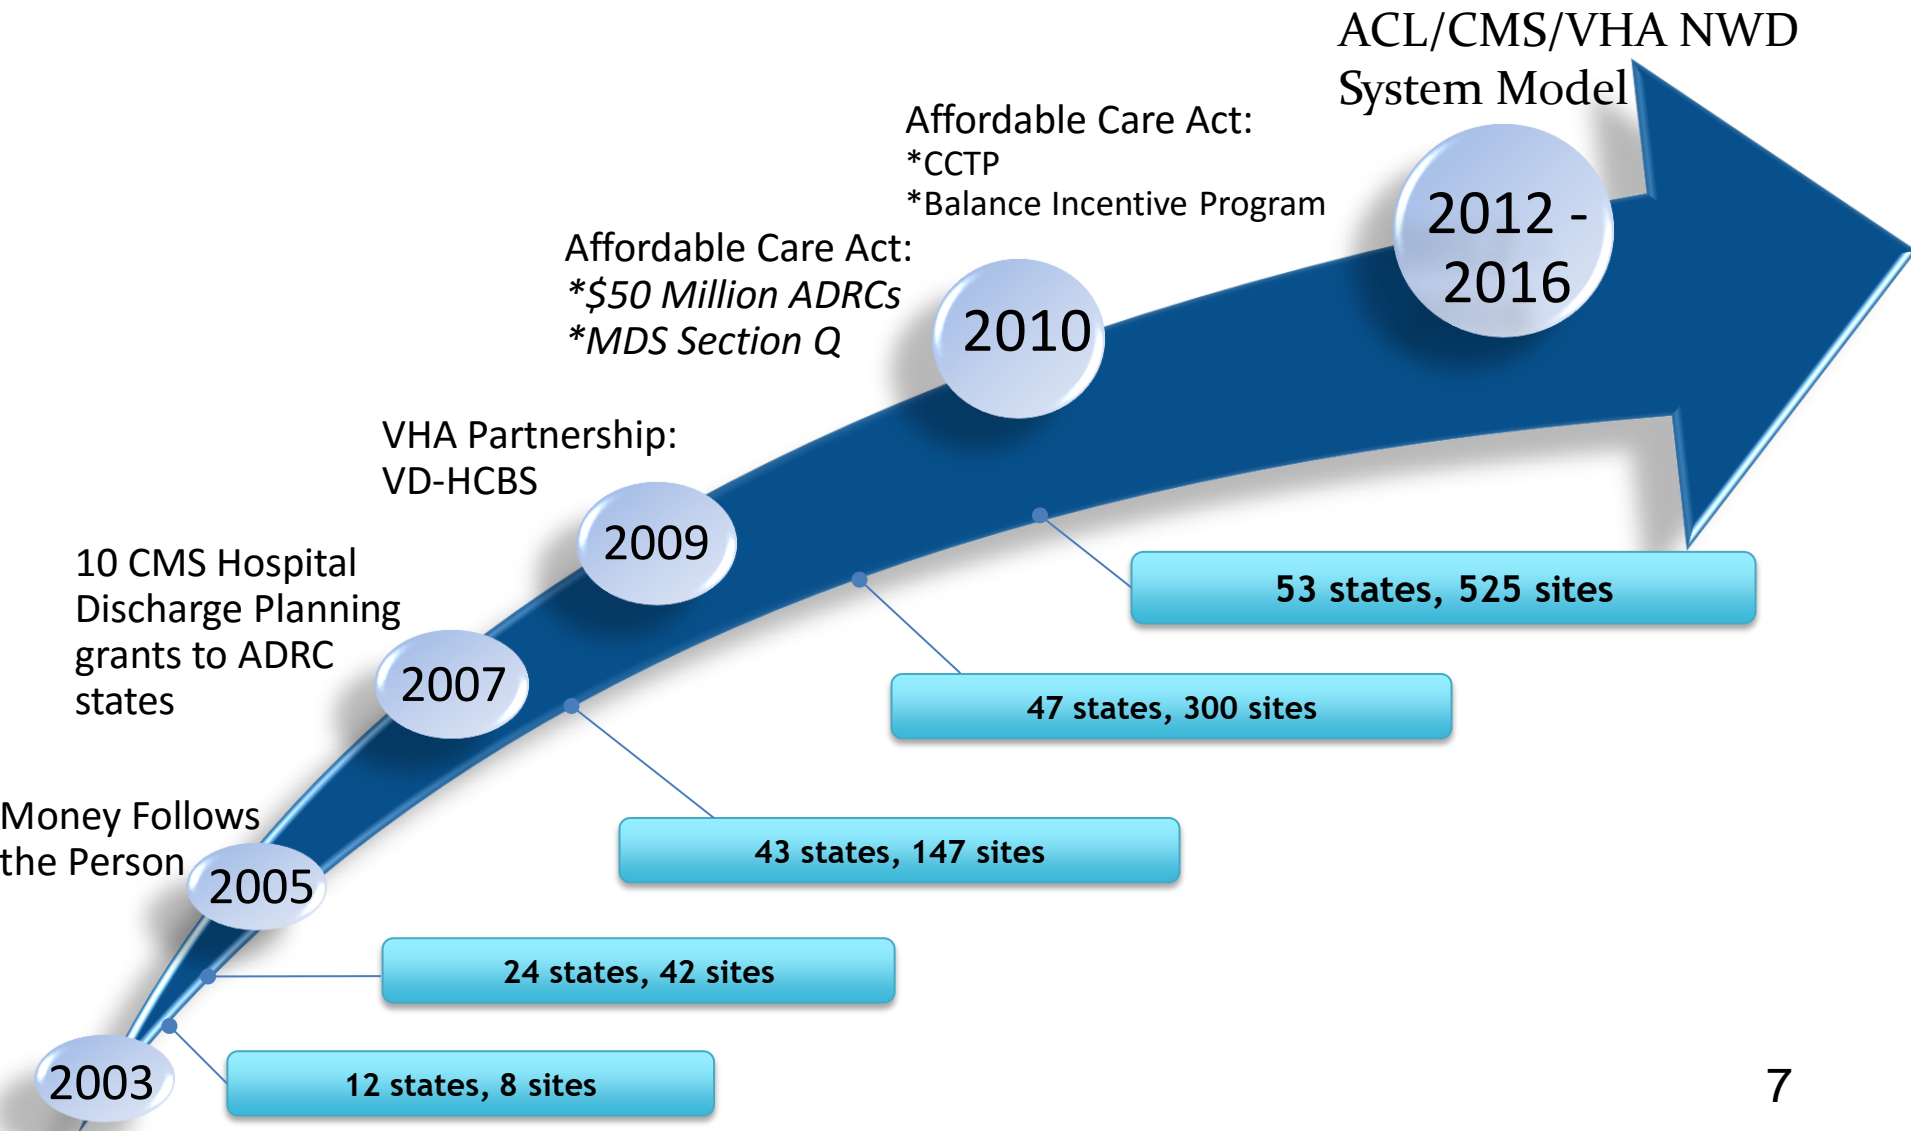 ACL/CMS/VHA NWD
System Model
Affordable Care Act:
*CCTP
*Balance Incentive Program
2012 -
2016
Affordable Care Act:
*$50 Million ADRCs
*MDS Section Q
2010
VHA Partnership:
VD-HCBS
2009
10 CMS Hospital
Discharge Planning
grants to ADRC
states
2007
Money Follows
the Person
2005
2003
53 states, 525 sites
47 states, 300 sites
43 states, 147 sites
24 states, 42 sites
12 states, 8 sites
7